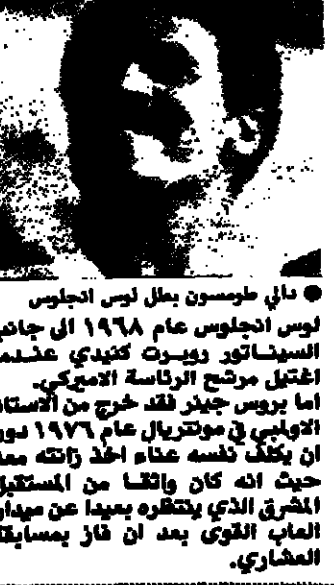 ● دالي طومسون بطل لوس انجلوس
لوس انجلوس عام ١٩٦٨ الى جانب
السيناتور روبرت كنيدي عندما
اغتيل مرشح الرئاسة الاميركي.
اما بروس جينر فقد خرج من الاستاد
الاولمبي في مونتريال عام ١٩٧٦ دون
ان يكلف نفسه عناء اخذ زانته معه
حيث انه كان واثقا من المستقبل
المشرق الذي ينتظره بعيدا عن ميدان
العاب القوى بعد ان فاز بمسابقة
العشاري.